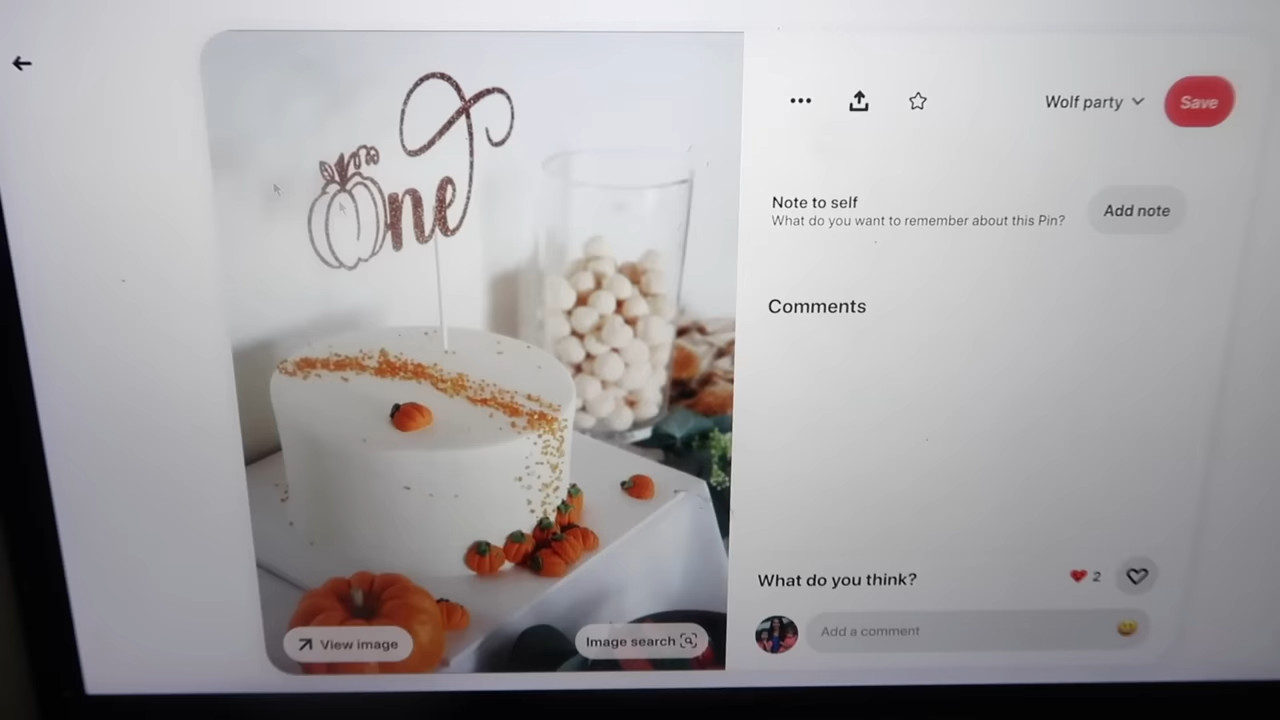 One
Wolf party
Save
Note to self
What do you want to remember about this Pin?
Add note
Comments
What do you think?
2
Add a comment
View image
Image search